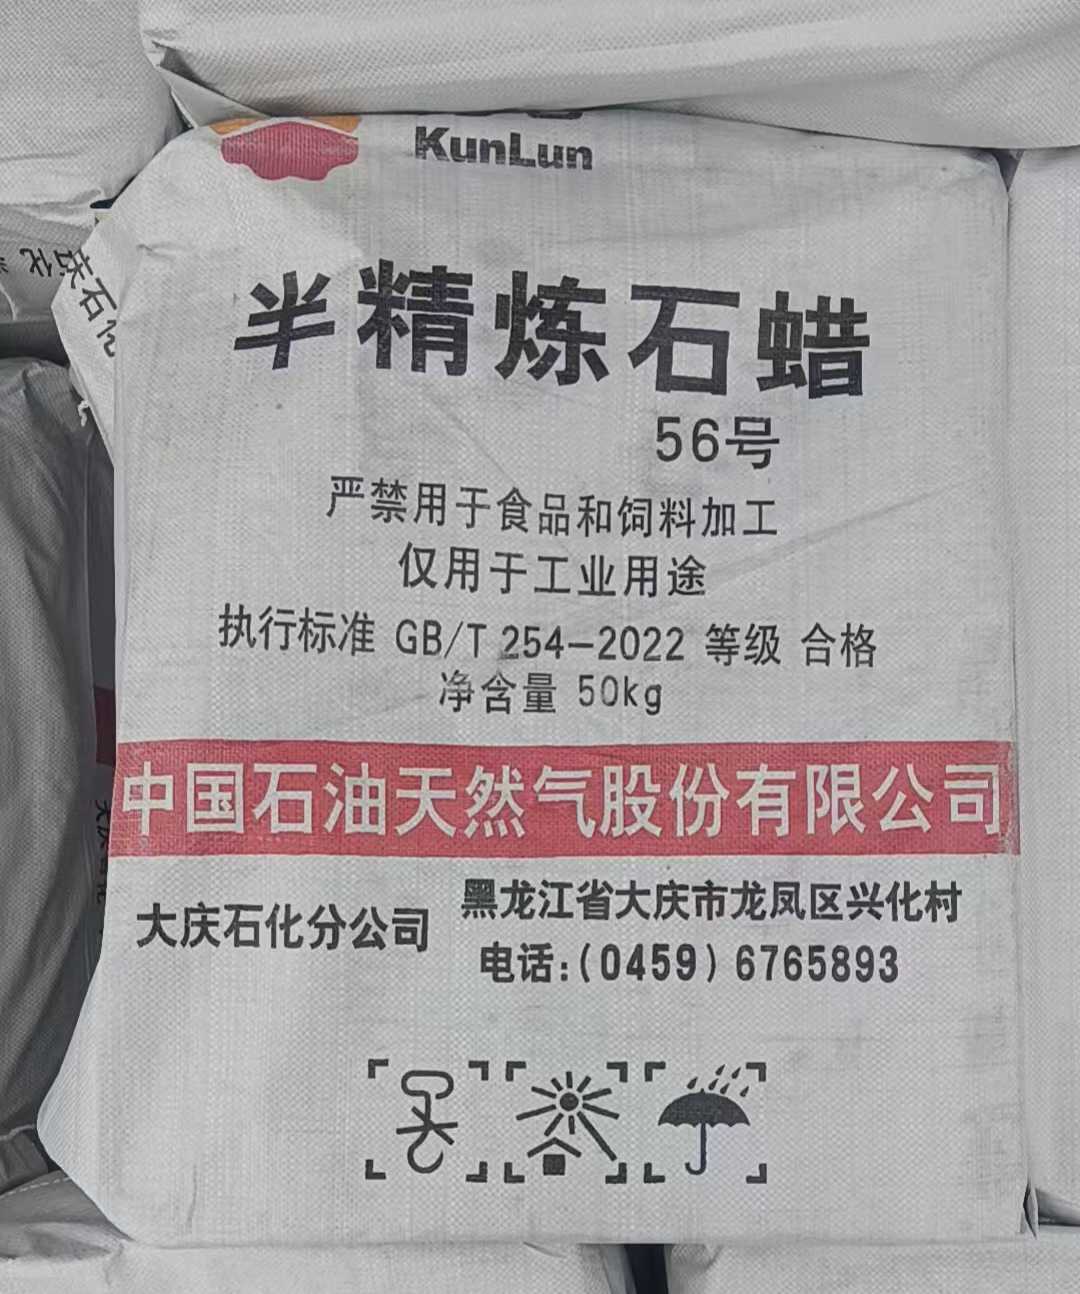 KunLun
半精炼石蜡
56号
严禁用于食品和饲料加工
仅用于工业用途
执行标准 GB/T 254-2022 等级 合格
净含量 50kg
中国石油天然气股份有限公司
大庆石化分公司
黑龙江省大庆市龙凤区兴化村
电话:(0459) 6765893
庆石化